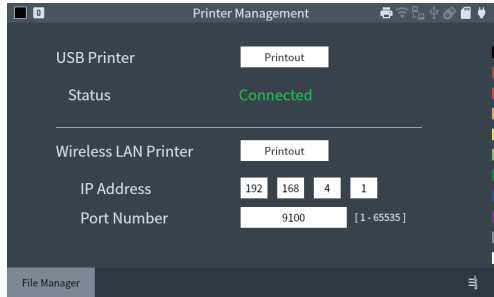 0 Printer Management
USB Printer Printout
Status Connected
Wireless LAN Printer Printout
IP Address 192 168 4 1
Port Number 9100 [ 1 - 65535 ]
File Manager